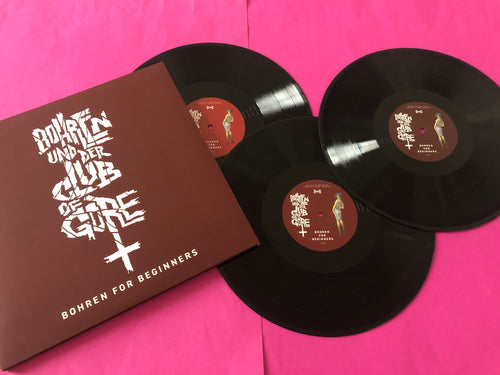 BOHREN
UND DER
CLUB
OF
GORE
BOHREN FOR BEGINNERS
BOHREN
FOR
BEGINNERS
BOHREN
FOR
BEGINNERS